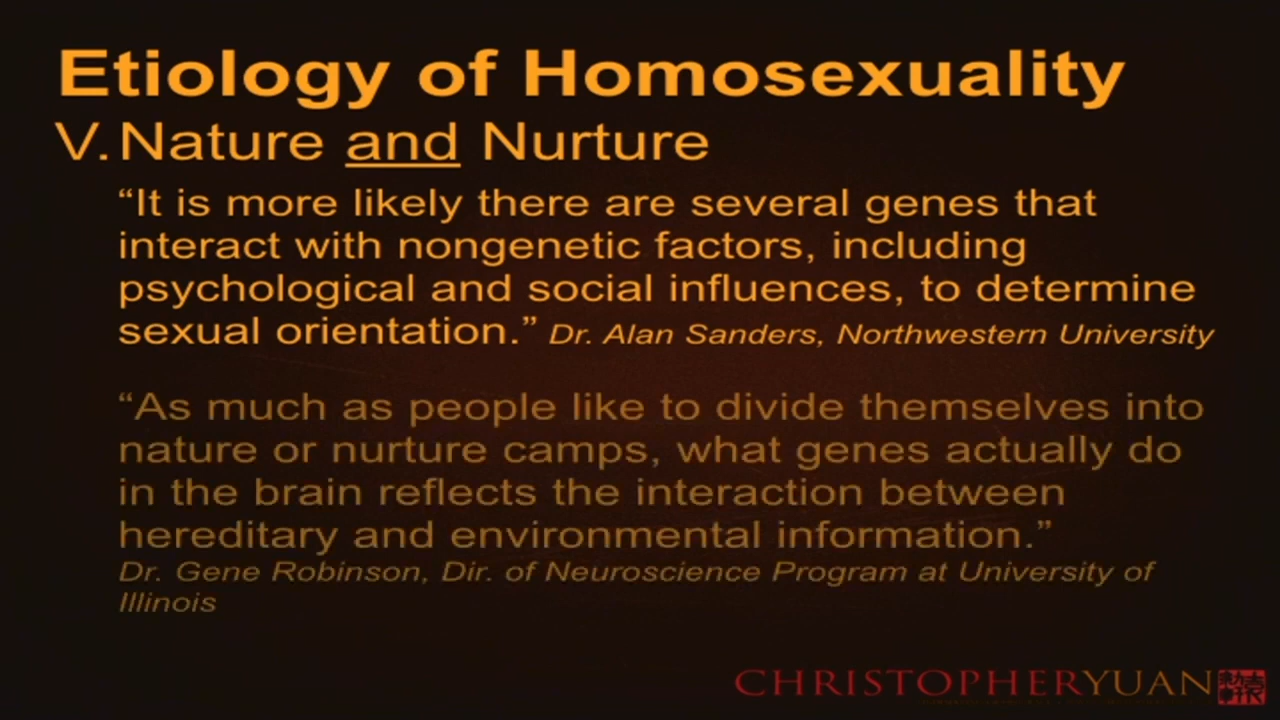 Etiology of Homosexuality
V. Nature and Nurture
“It is more likely there are several genes that
interact with nongenetic factors, including
psychological and social influences, to determine
sexual orientation.” Dr. Alan Sanders, Northwestern University
“As much as people like to divide themselves into
nature or nurture camps, what genes actually do
in the brain reflects the interaction between
hereditary and environmental information.”
Dr. Gene Robinson, Dir. of Neuroscience Program at University of
Illinois
CHRISTOPHERYUAN